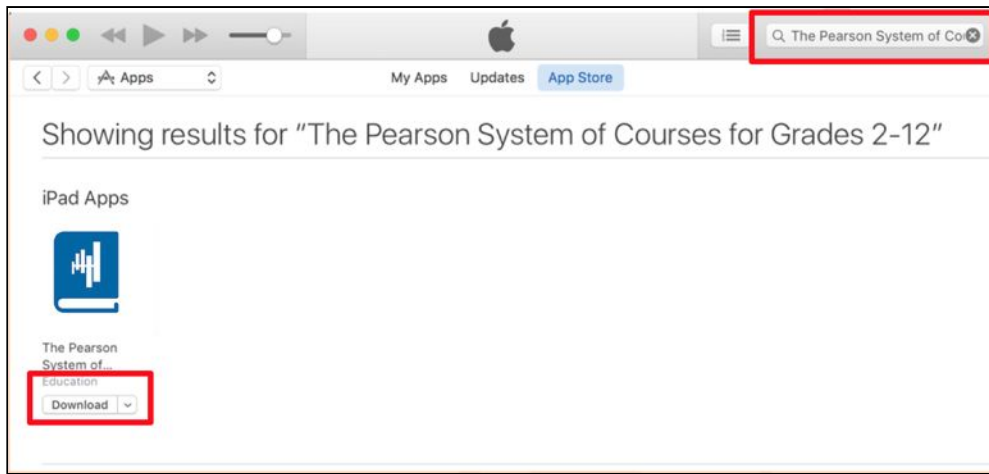 The Pearson System of Co
Apps
My Apps Updates App Store
Showing results for "The Pearson System of Courses for Grades 2-12"
iPad Apps
The Pearson
System of...
Education
Download